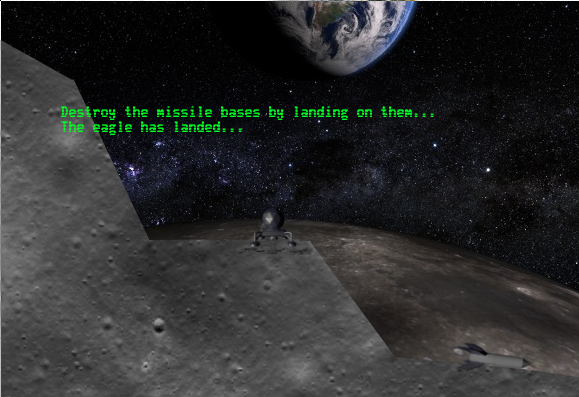 Destroy the missile bases by landing on them...
The eagle has landed...